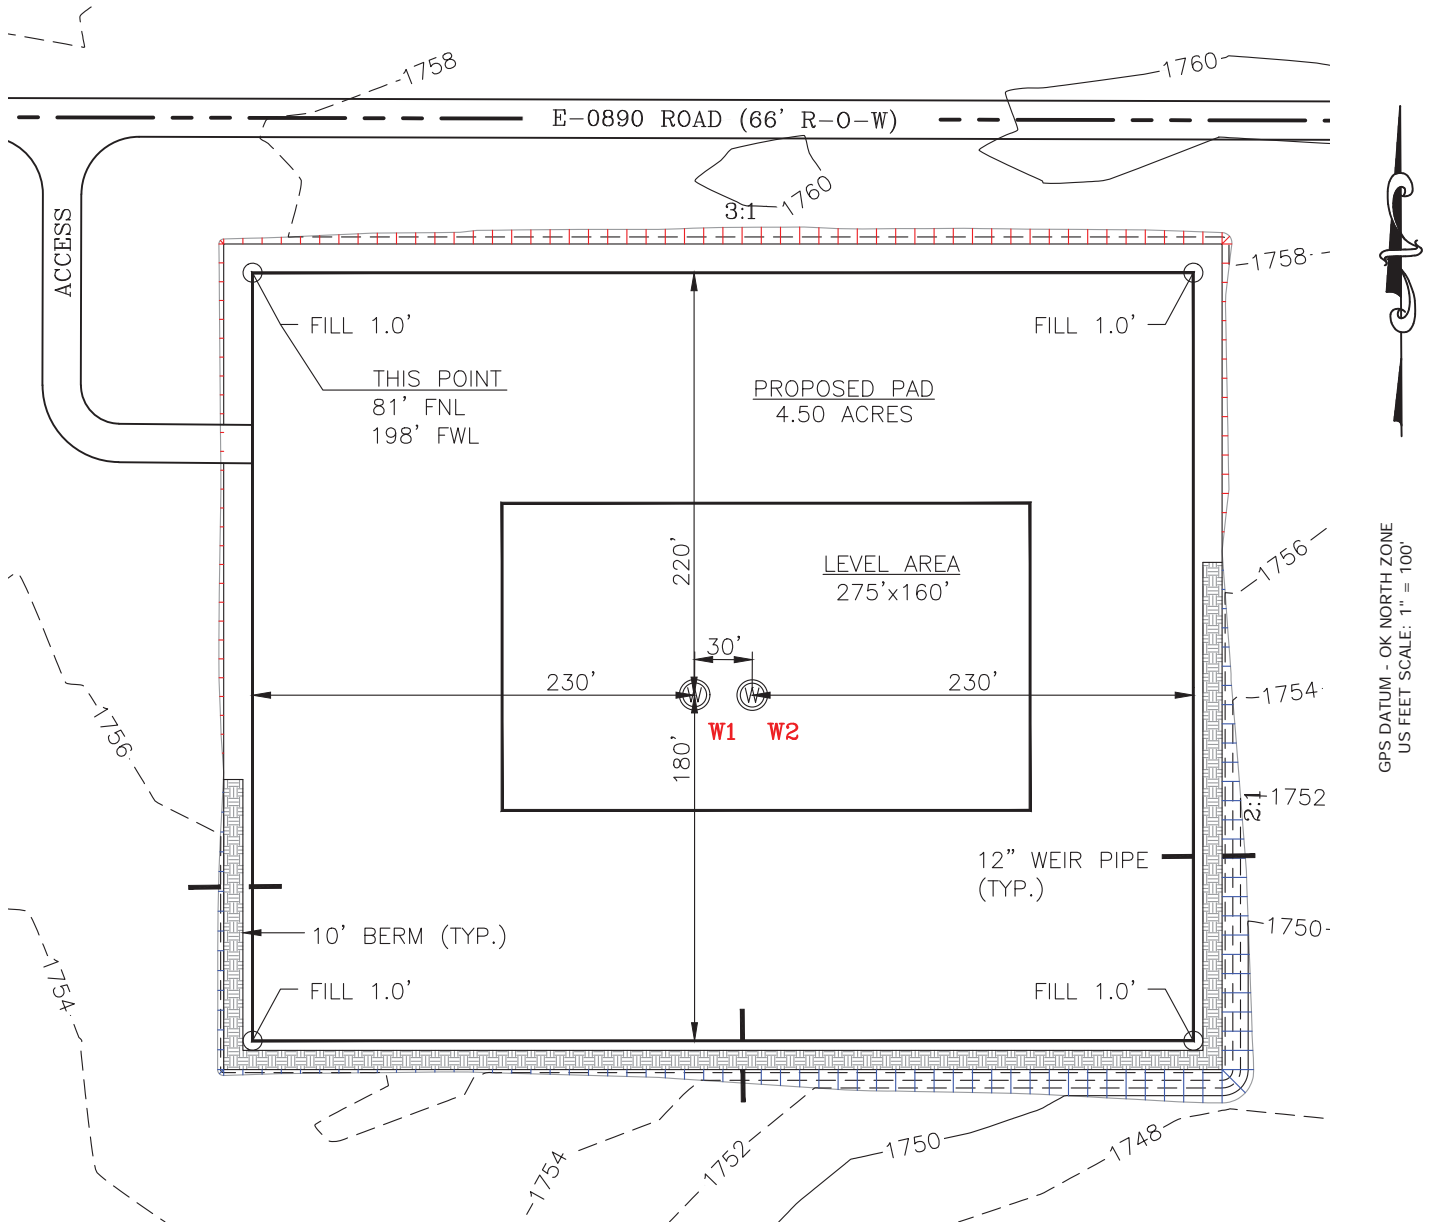 1758
1760
E-0890 ROAD (66' R-O-W)
1760
3:1
ACCESS
1758
FILL 1.0'
FILL 1.0'
THIS POINT
81' FNL
198' FWL
PROPOSED PAD
4.50 ACRES
GPS DATUM - OK NORTH ZONE
US FEET SCALE: 1" = 100'
LEVEL AREA
275'x160'
220'
1756
30'
230'
230'
1754
W
W
W1
W2
1756
180'
1752
2:1
12" WEIR PIPE
(TYP.)
10' BERM (TYP.)
1750
1754
FILL 1.0'
FILL 1.0'
1754
1752
1750
1748